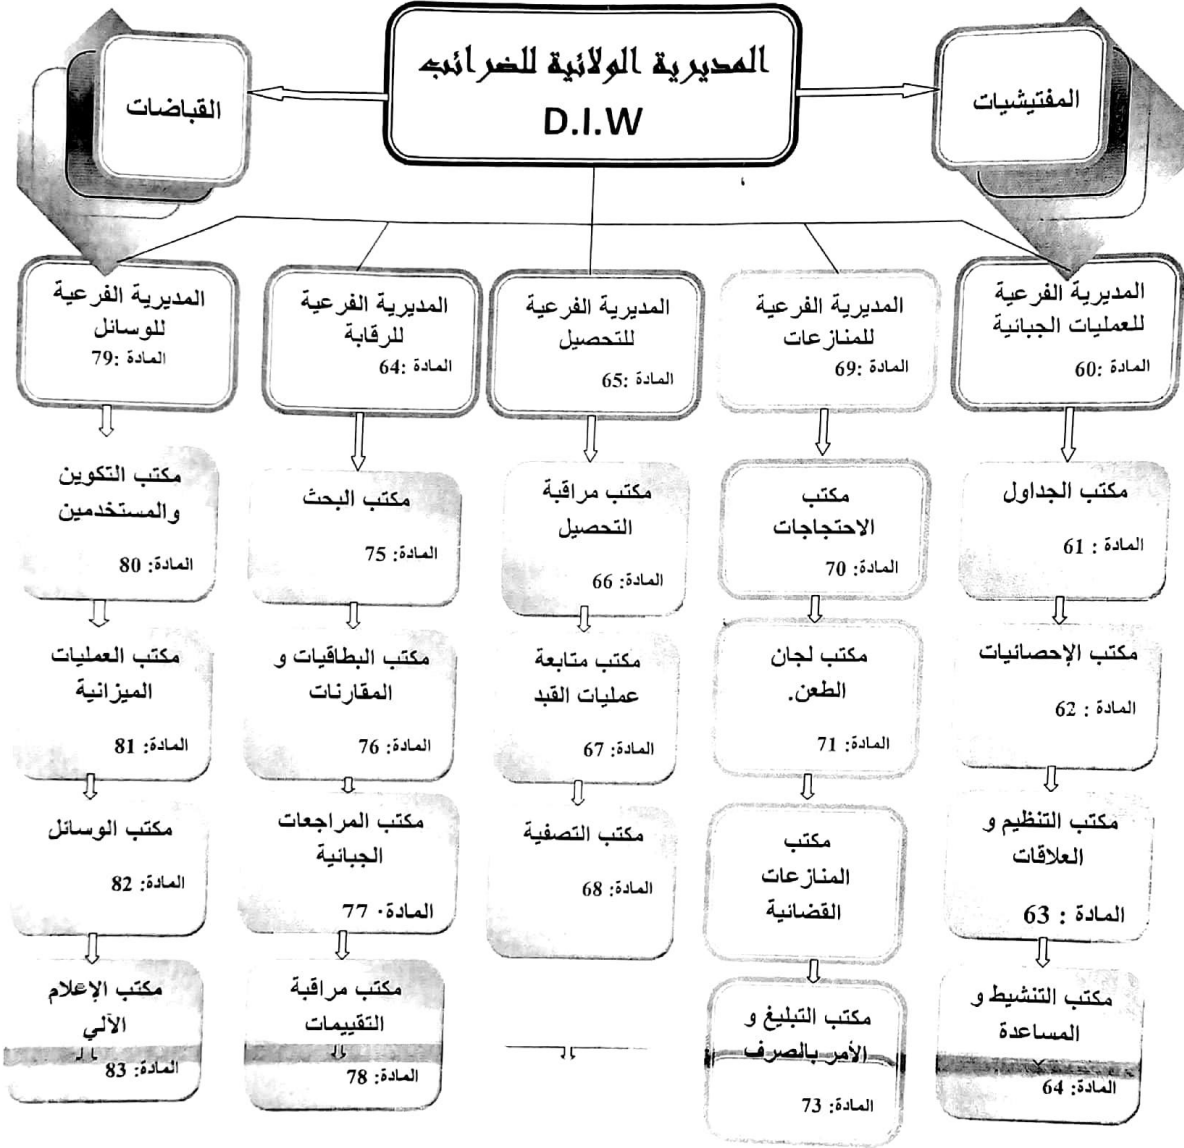 المديرية الولائية للضرائب
D.I.W
المفتيشيات
القباضات
المديرية الفرعية
للعمليات الجبائية
المادة :60
مكتب الجداول
المادة : 61
مكتب الإحصائيات
المادة : 62
مكتب التنظيم و
العلاقات
المادة : 63
مكتب التنشيط و
المساعدة
المادة: 64
المديرية الفرعية
للمنازعات
المادة :69
مكتب
الاحتجاجات
المادة: 70
مكتب لجان
الطعن.
المادة: 71
مكتب
المنازعات
القضائية
مكتب التبليغ و
الأمر بالصرف
المادة: 73
المديرية الفرعية
للتحصيل
المادة :65
مكتب مراقبة
التحصيل
المادة: 66
مكتب متابعة
عمليات القبد
المادة: 67
مكتب التصفية
المادة: 68
المديرية الفرعية
للرقابة
المادة :64
مكتب البحث
المادة: 75
مكتب البطاقيات و
المقارنات
المادة: 76
مكتب المراجعات
الجبائية
المادة: 77
مكتب مراقبة
التقييمات
المادة: 78
المديرية الفرعية
للوسائل
المادة :79
مكتب التكوين
والمستخدمين
المادة: 80
مكتب العمليات
الميزانية
المادة: 81
مكتب الوسائل
المادة: 82
مكتب الإعلام
الآلي
المادة: 83